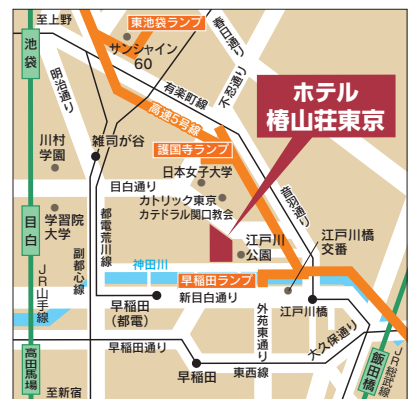 至上野
東池袋ランプ
サンシャイン
60
池袋
明治通り
春日通り
不忍通り
有楽町線
高速5号線
ホテル
椿山荘東京
川村
学園
雑司が谷
護国寺ランプ
日本女子大学
目白通り
音羽通り
カトリック東京
カテドラル関口教会
目白
学習院
大学
都電荒川線
副都心線
江戸川
公園
江戸川橋
交番
神田川
JR山手線
早稲田ランプ
早稲田
(都電)
新目白通り
外苑東通り
江戸川橋
大久保通り
早稲田通り
高田馬場
早稲田
東西線
飯田橋
JR総武線
至新宿